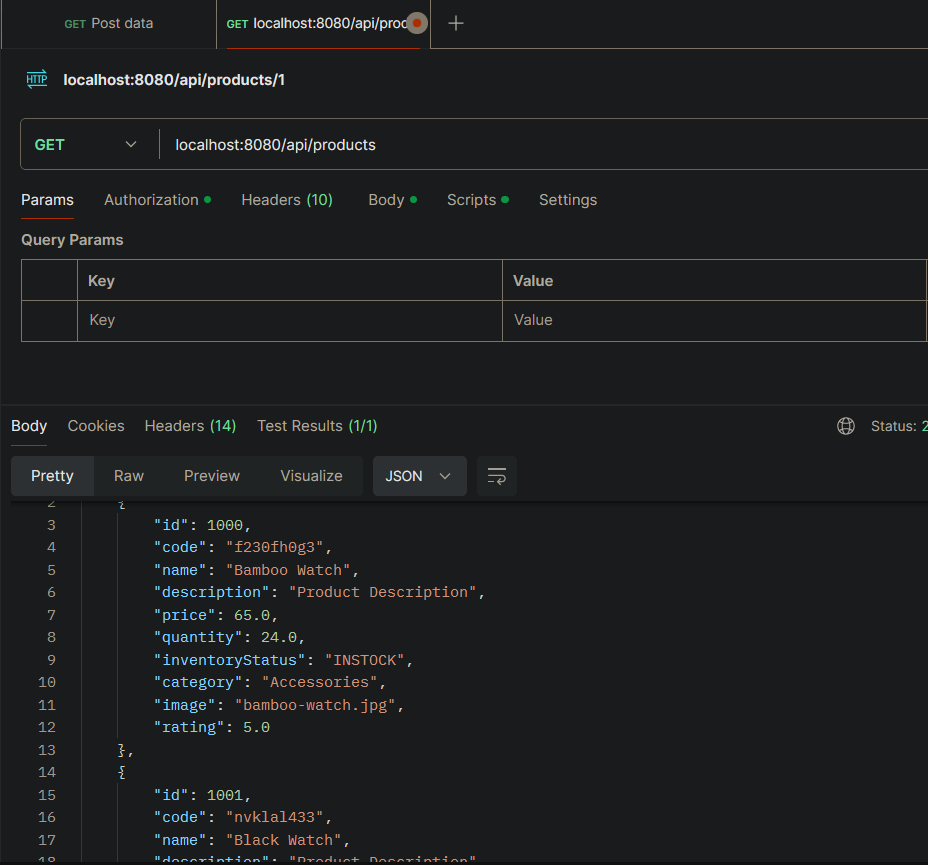 GET Post data
GET localhost:8080/api/proc
HTTP localhost:8080/api/products/1
GET localhost:8080/api/products
Params Authorization Headers (10) Body Scripts Settings
Query Params
Key Value
Key Value
Body Cookies Headers (14) Test Results (1/1) Status: 2
Pretty Raw Preview Visualize JSON
2 {
3 "id": 1000,
4 "code": "f230fh0g3",
5 "name": "Bamboo Watch",
6 "description": "Product Description",
7 "price": 65.0,
8 "quantity": 24.0,
9 "inventoryStatus": "INSTOCK",
10 "category": "Accessories",
11 "image": "bamboo-watch.jpg",
12 "rating": 5.0
13 },
14 {
15 "id": 1001,
16 "code": "nvklal433",
17 "name": "Black Watch",
18 "description": "Product Description"